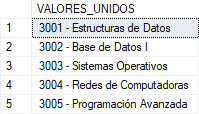 VALORES_UNIDOS
1 3001 - Estructuras de Datos
2 3002 - Base de Datos I
3 3003 - Sistemas Operativos
4 3004 - Redes de Computadoras
5 3005 - Programación Avanzada